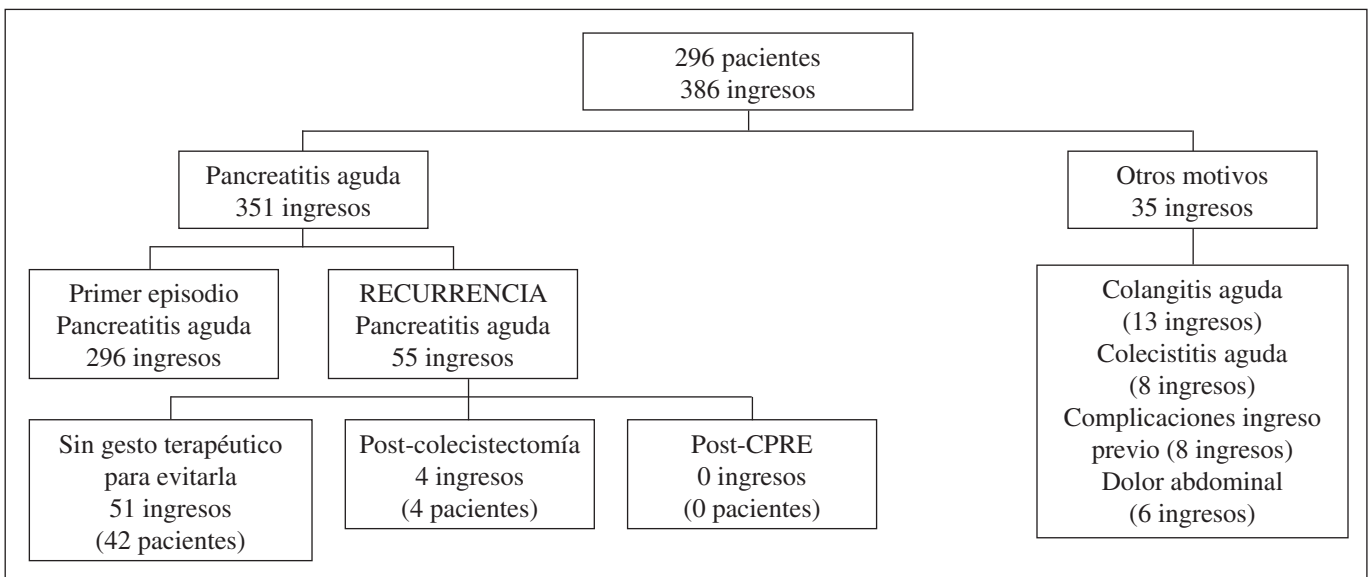 296 pacientes
386 ingresos
Pancreatitis aguda
351 ingresos
Otros motivos
35 ingresos
Primer episodio
Pancreatitis aguda
296 ingresos
RECURRENCIA
Pancreatitis aguda
55 ingresos
Colangitis aguda
(13 ingresos)
Colecistitis aguda
(8 ingresos)
Complicaciones ingreso
previo (8 ingresos)
Dolor abdominal
(6 ingresos)
Sin gesto terapéutico
para evitarla
51 ingresos
(42 pacientes)
Post-colecistectomía
4 ingresos
(4 pacientes)
Post-CPRE
0 ingresos
(0 pacientes)